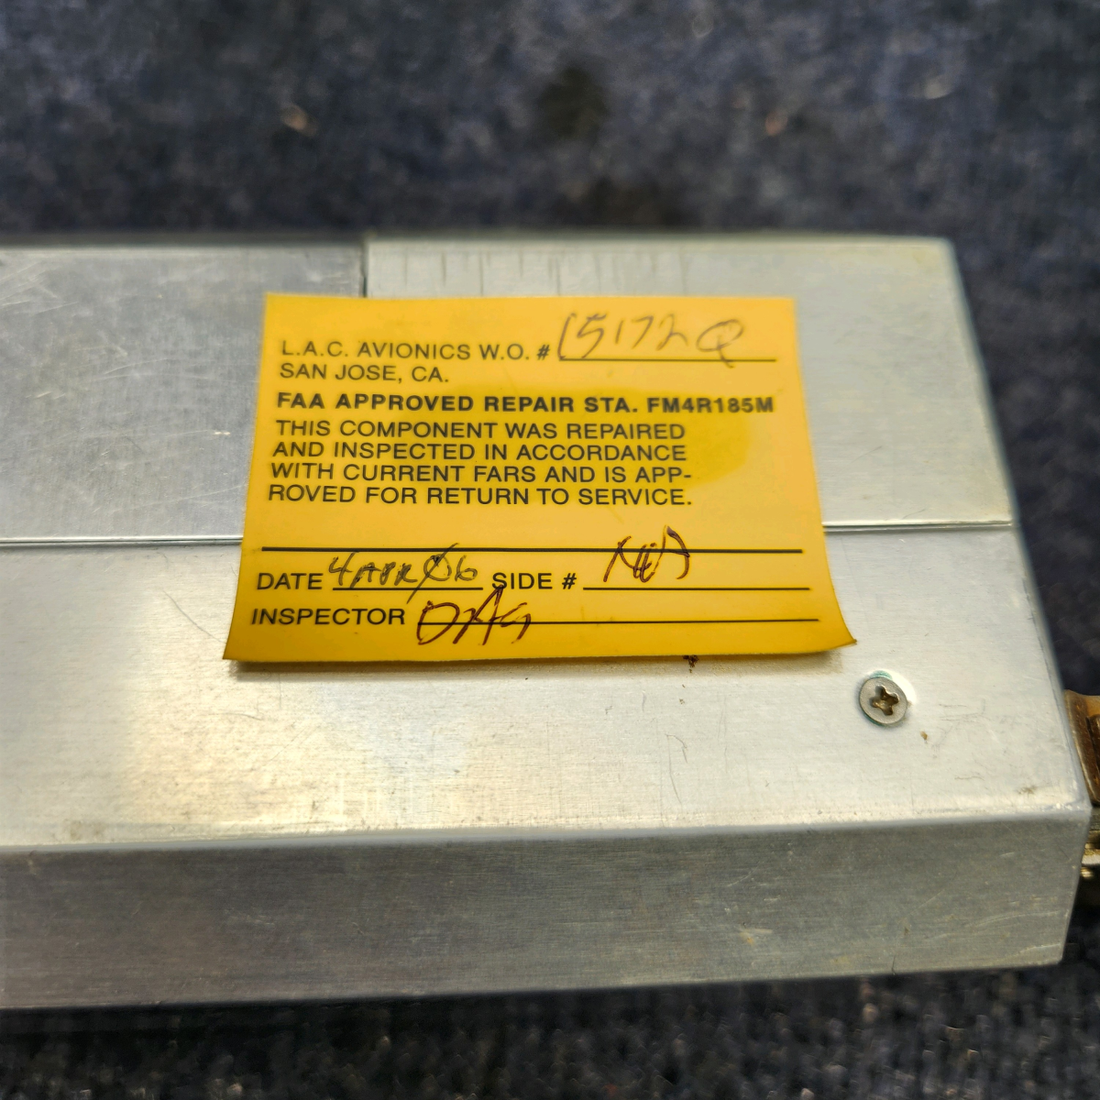 L.A.C. AVIONICS W.O. # 15172Q
SAN JOSE, CA.
FAA APPROVED REPAIR STA. FM4R185M
THIS COMPONENT WAS REPAIRED
AND INSPECTED IN ACCORDANCE
WITH CURRENT FARS AND IS APP-
ROVED FOR RETURN TO SERVICE.
DATE 4APR06 SIDE # N/A
INSPECTOR